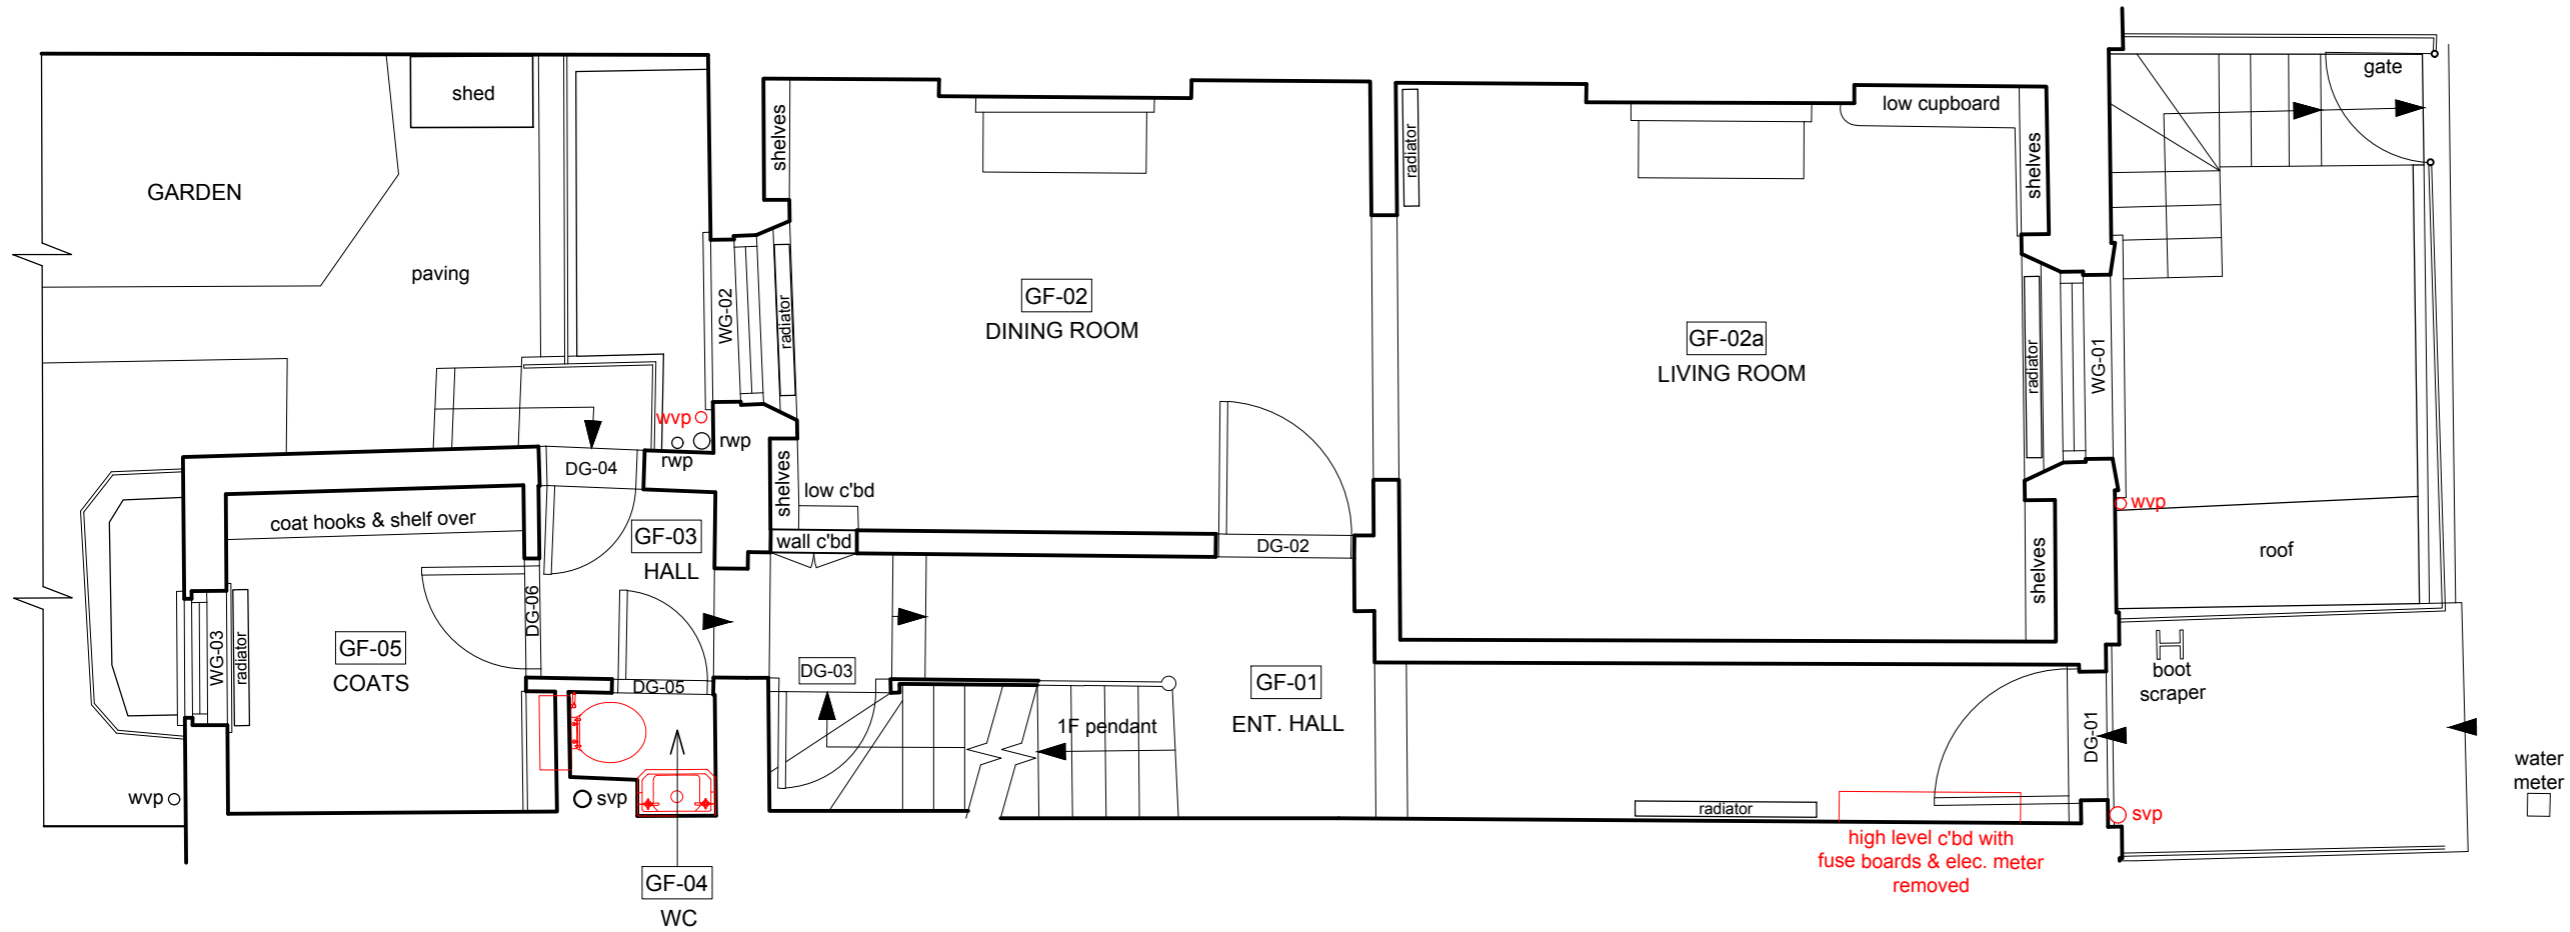 gate
shed
low cupboard
shelves
radiator
shelves
GARDEN
paving
GF-02
DINING ROOM
WG-02
radiator
GF-02a
LIVING ROOM
radiator
WG-01
wvp
rwp
rwp
DG-04
shelves
low c'bd
wvp
coat hooks & shelf over
GF-03
HALL
wall c'bd
DG-02
roof
shelves
DG-06
WG-03
radiator
GF-05
COATS
DG-03
DG-05
GF-01
ENT. HALL
1F pendant
boot
scraper
DG-01
water
meter
wvp
svp
radiator
svp
high level c'bd with
fuse boards & elec. meter
removed
GF-04
WC